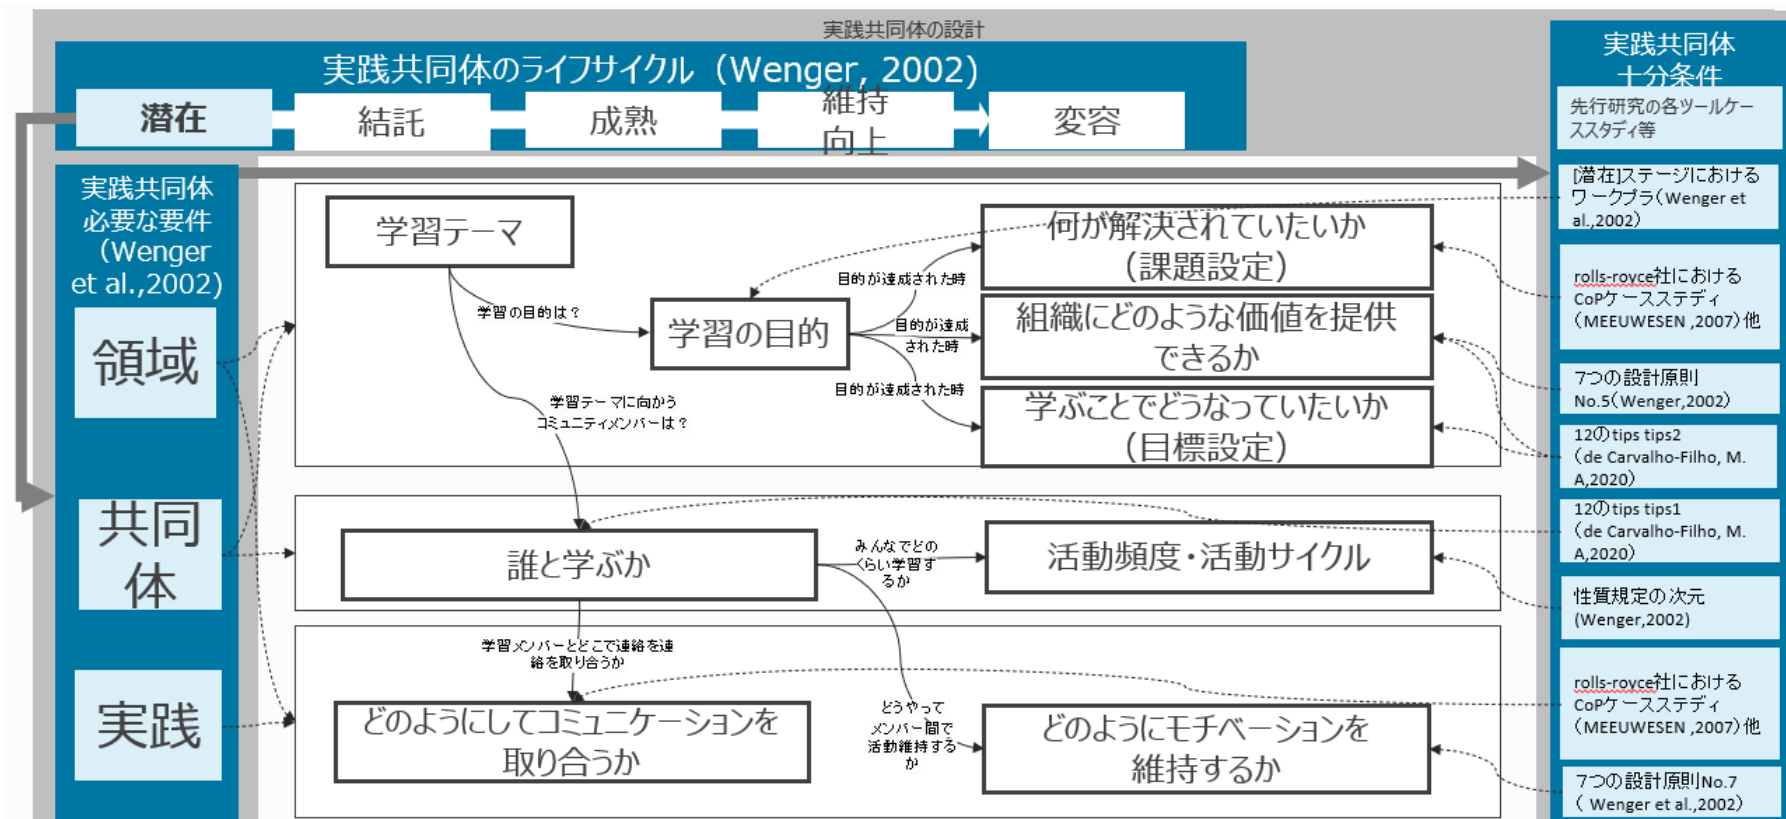 実践共同体の設計
実践共同体のライフサイクル（Wenger, 2002）
潜在
結託
成熟
維持
向上
変容
実践共同体
必要な要件
（Wenger
et al.,2002）
領域
共同
体
実践
学習テーマ
学習の目的は？
学習の目的
目的が達成された時
目的が達成
された時
目的が達成された時
何が解決されていたいか
（課題設定）
組織にどのような価値を提供
できるか
学ぶことでどうなっていたいか
（目標設定）
学習テーマに向かう
コミュニティメンバーは？
誰と学ぶか
みんなでどの
くらい学習す
るか
活動頻度・活動サイクル
学習メンバーとどこで連絡を連
絡を取り合うか
どのようにしてコミュニケーションを
取り合うか
どうやって
メンバー間で
活動維持する
か
どのようにモチベーションを
維持するか
実践共同体
十分条件
先行研究の各ツールケー
ススタディ等
[潜在]ステージにおける
ワークプラ（Wenger et
al.,2002）
rolls-royce社における
CoPケースステディ
（MEEUWESEN ,2007）他
7つの設計原則
No.5（Wenger,2002）
12のtips tips2
（de Carvalho-Filho, M.
A,2020）
12のtips tips1
（de Carvalho-Filho, M.
A,2020）
性質規定の次元
(Wenger,2002)
rolls-royce社における
CoPケースステディ
（MEEUWESEN ,2007）他
7つの設計原則No.7
（ Wenger et al.,2002）